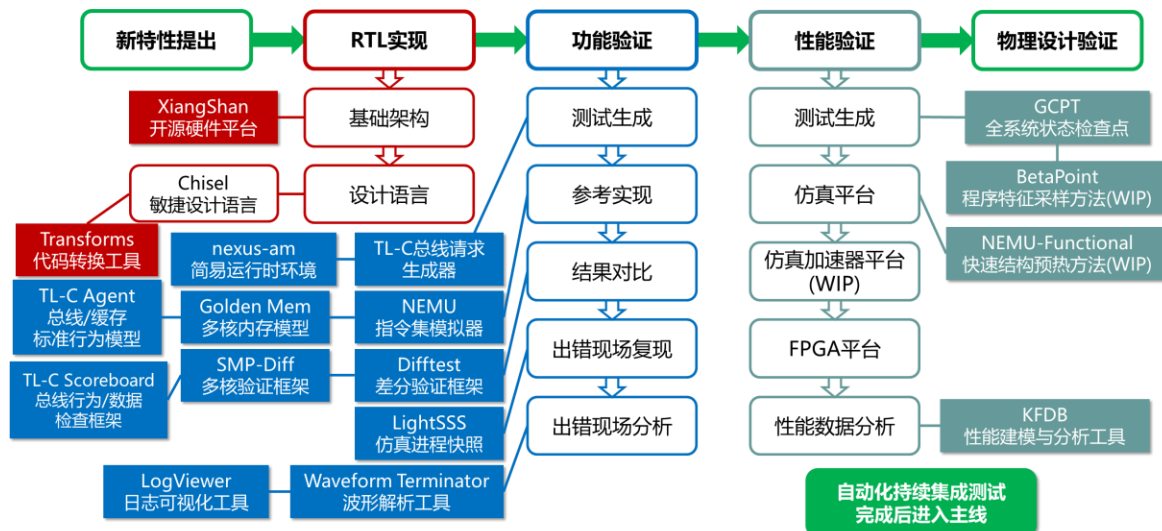 新特性提出
RTL实现
功能验证
性能验证
物理设计验证
XiangShan
开源硬件平台
基础架构
Chisel
敏捷设计语言
设计语言
Transforms
代码转换工具
测试生成
参考实现
结果对比
出错现场复现
出错现场分析
nexus-am
简易运行时环境
TL-C总线请求
生成器
TL-C Agent
总线/缓存
标准行为模型
Golden Mem
多核内存模型
NEMU
指令集模拟器
TL-C Scoreboard
总线行为/数据
检查框架
SMP-Diff
多核验证框架
Difftest
差分验证框架
LightSSS
仿真进程快照
LogViewer
日志可视化工具
Waveform Terminator
波形解析工具
测试生成
仿真平台
仿真加速器平台
(WIP)
FPGA平台
性能数据分析
GCPT
全系统状态检查点
BetaPoint
程序特征采样方法(WIP)
NEMU-Functional
快速结构预热方法(WIP)
KFDB
性能建模与分析工具
自动化持续集成测试
完成后进入主线